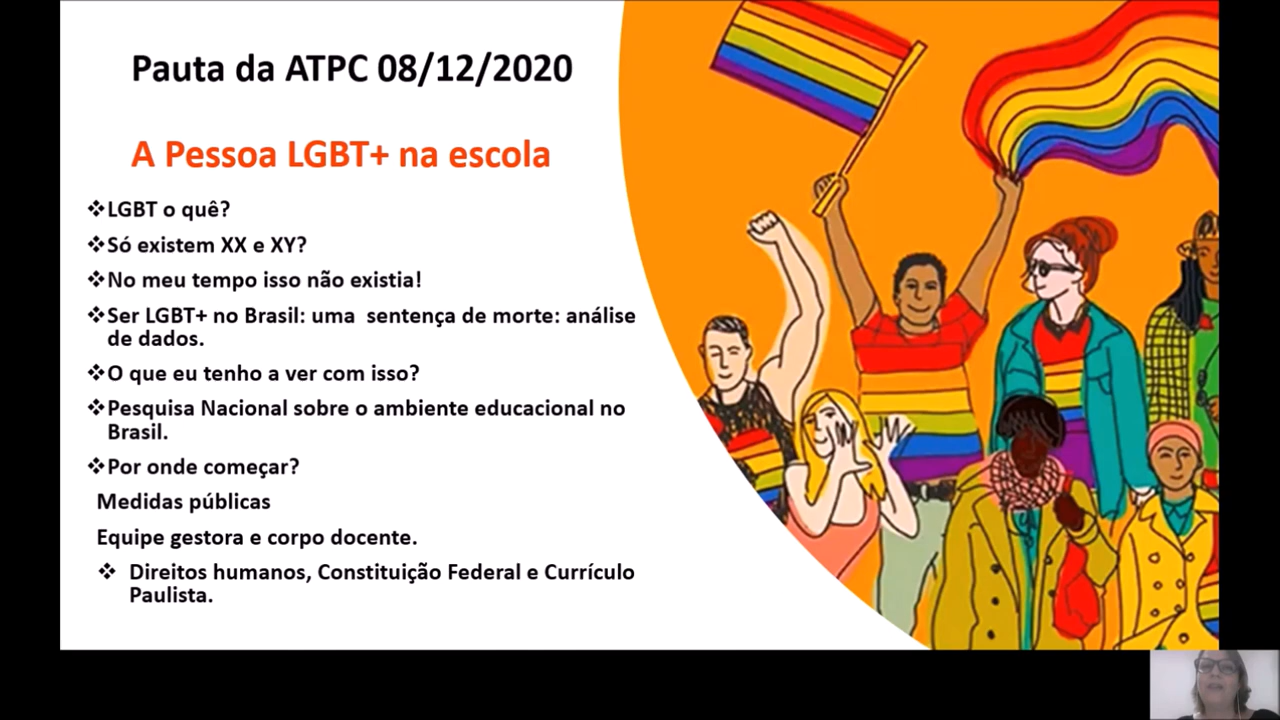 Pauta da ATPC 08/12/2020
A Pessoa LGBT+ na escola
❖LGBT o quê?
❖Só existem XX e XY?
❖No meu tempo isso não existia!
❖Ser LGBT+ no Brasil: uma  sentença de morte: análise
de dados.
❖O que eu tenho a ver com isso?
❖Pesquisa Nacional sobre o ambiente educacional no
Brasil.
❖Por onde começar?
Medidas públicas
Equipe gestora e corpo docente.
❖ Direitos humanos, Constituição Federal e Currículo
Paulista.